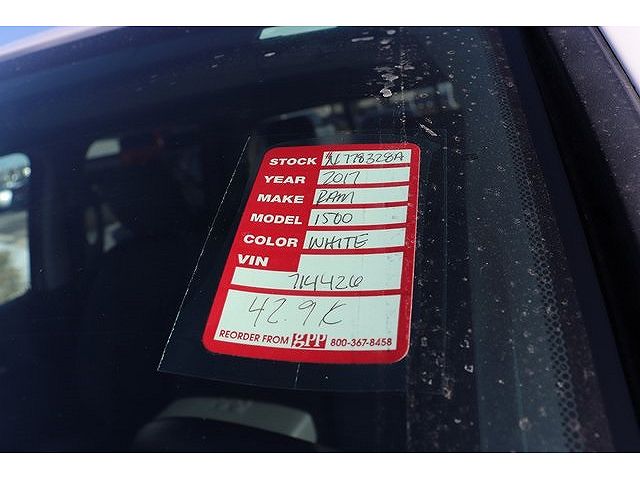 STOCK NL178328A
YEAR 2017
MAKE RAM
MODEL 1500
COLOR WHITE
VIN
714426
42.9K
REORDER FROM gpp 800-367-8458